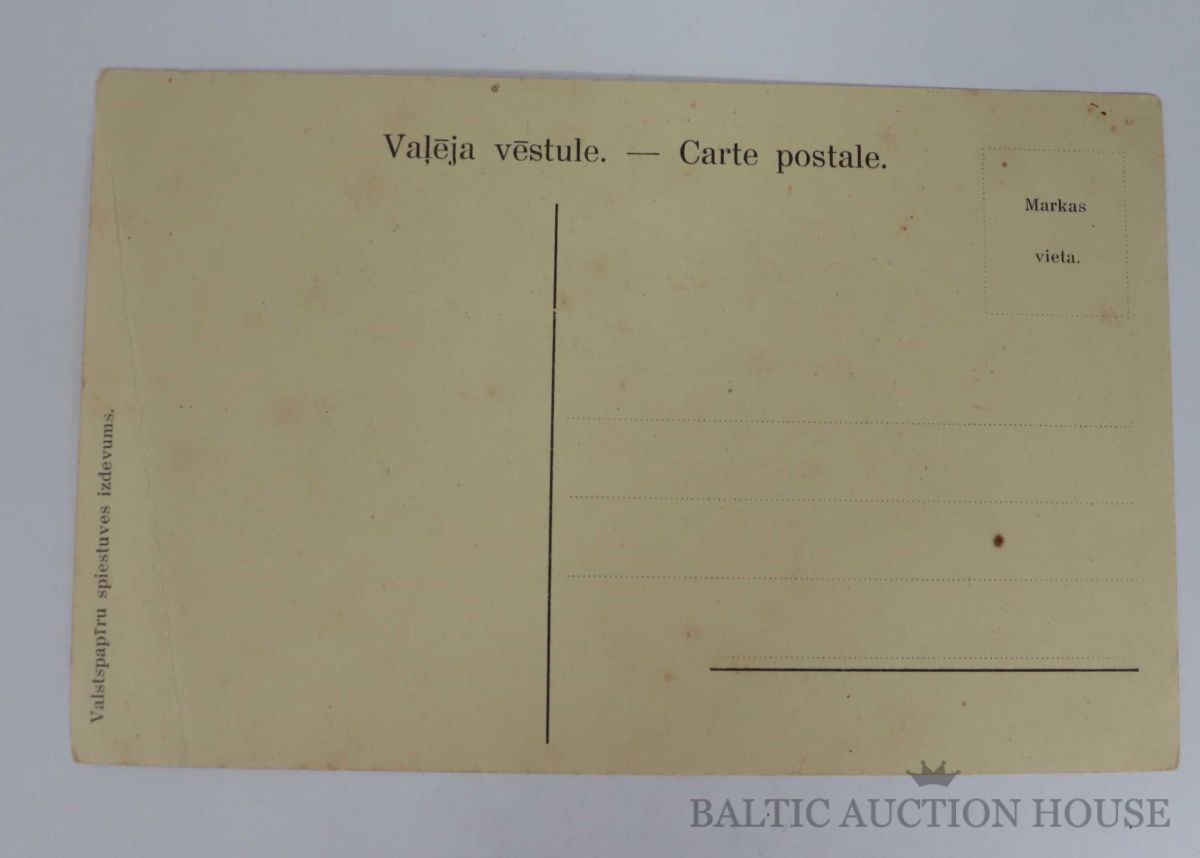 Vaļēja vēstule. — Carte postale.
Markas
vieta.
Valstspapīru spiestuves izdevums.
BALTIC AUCTION HOUSE